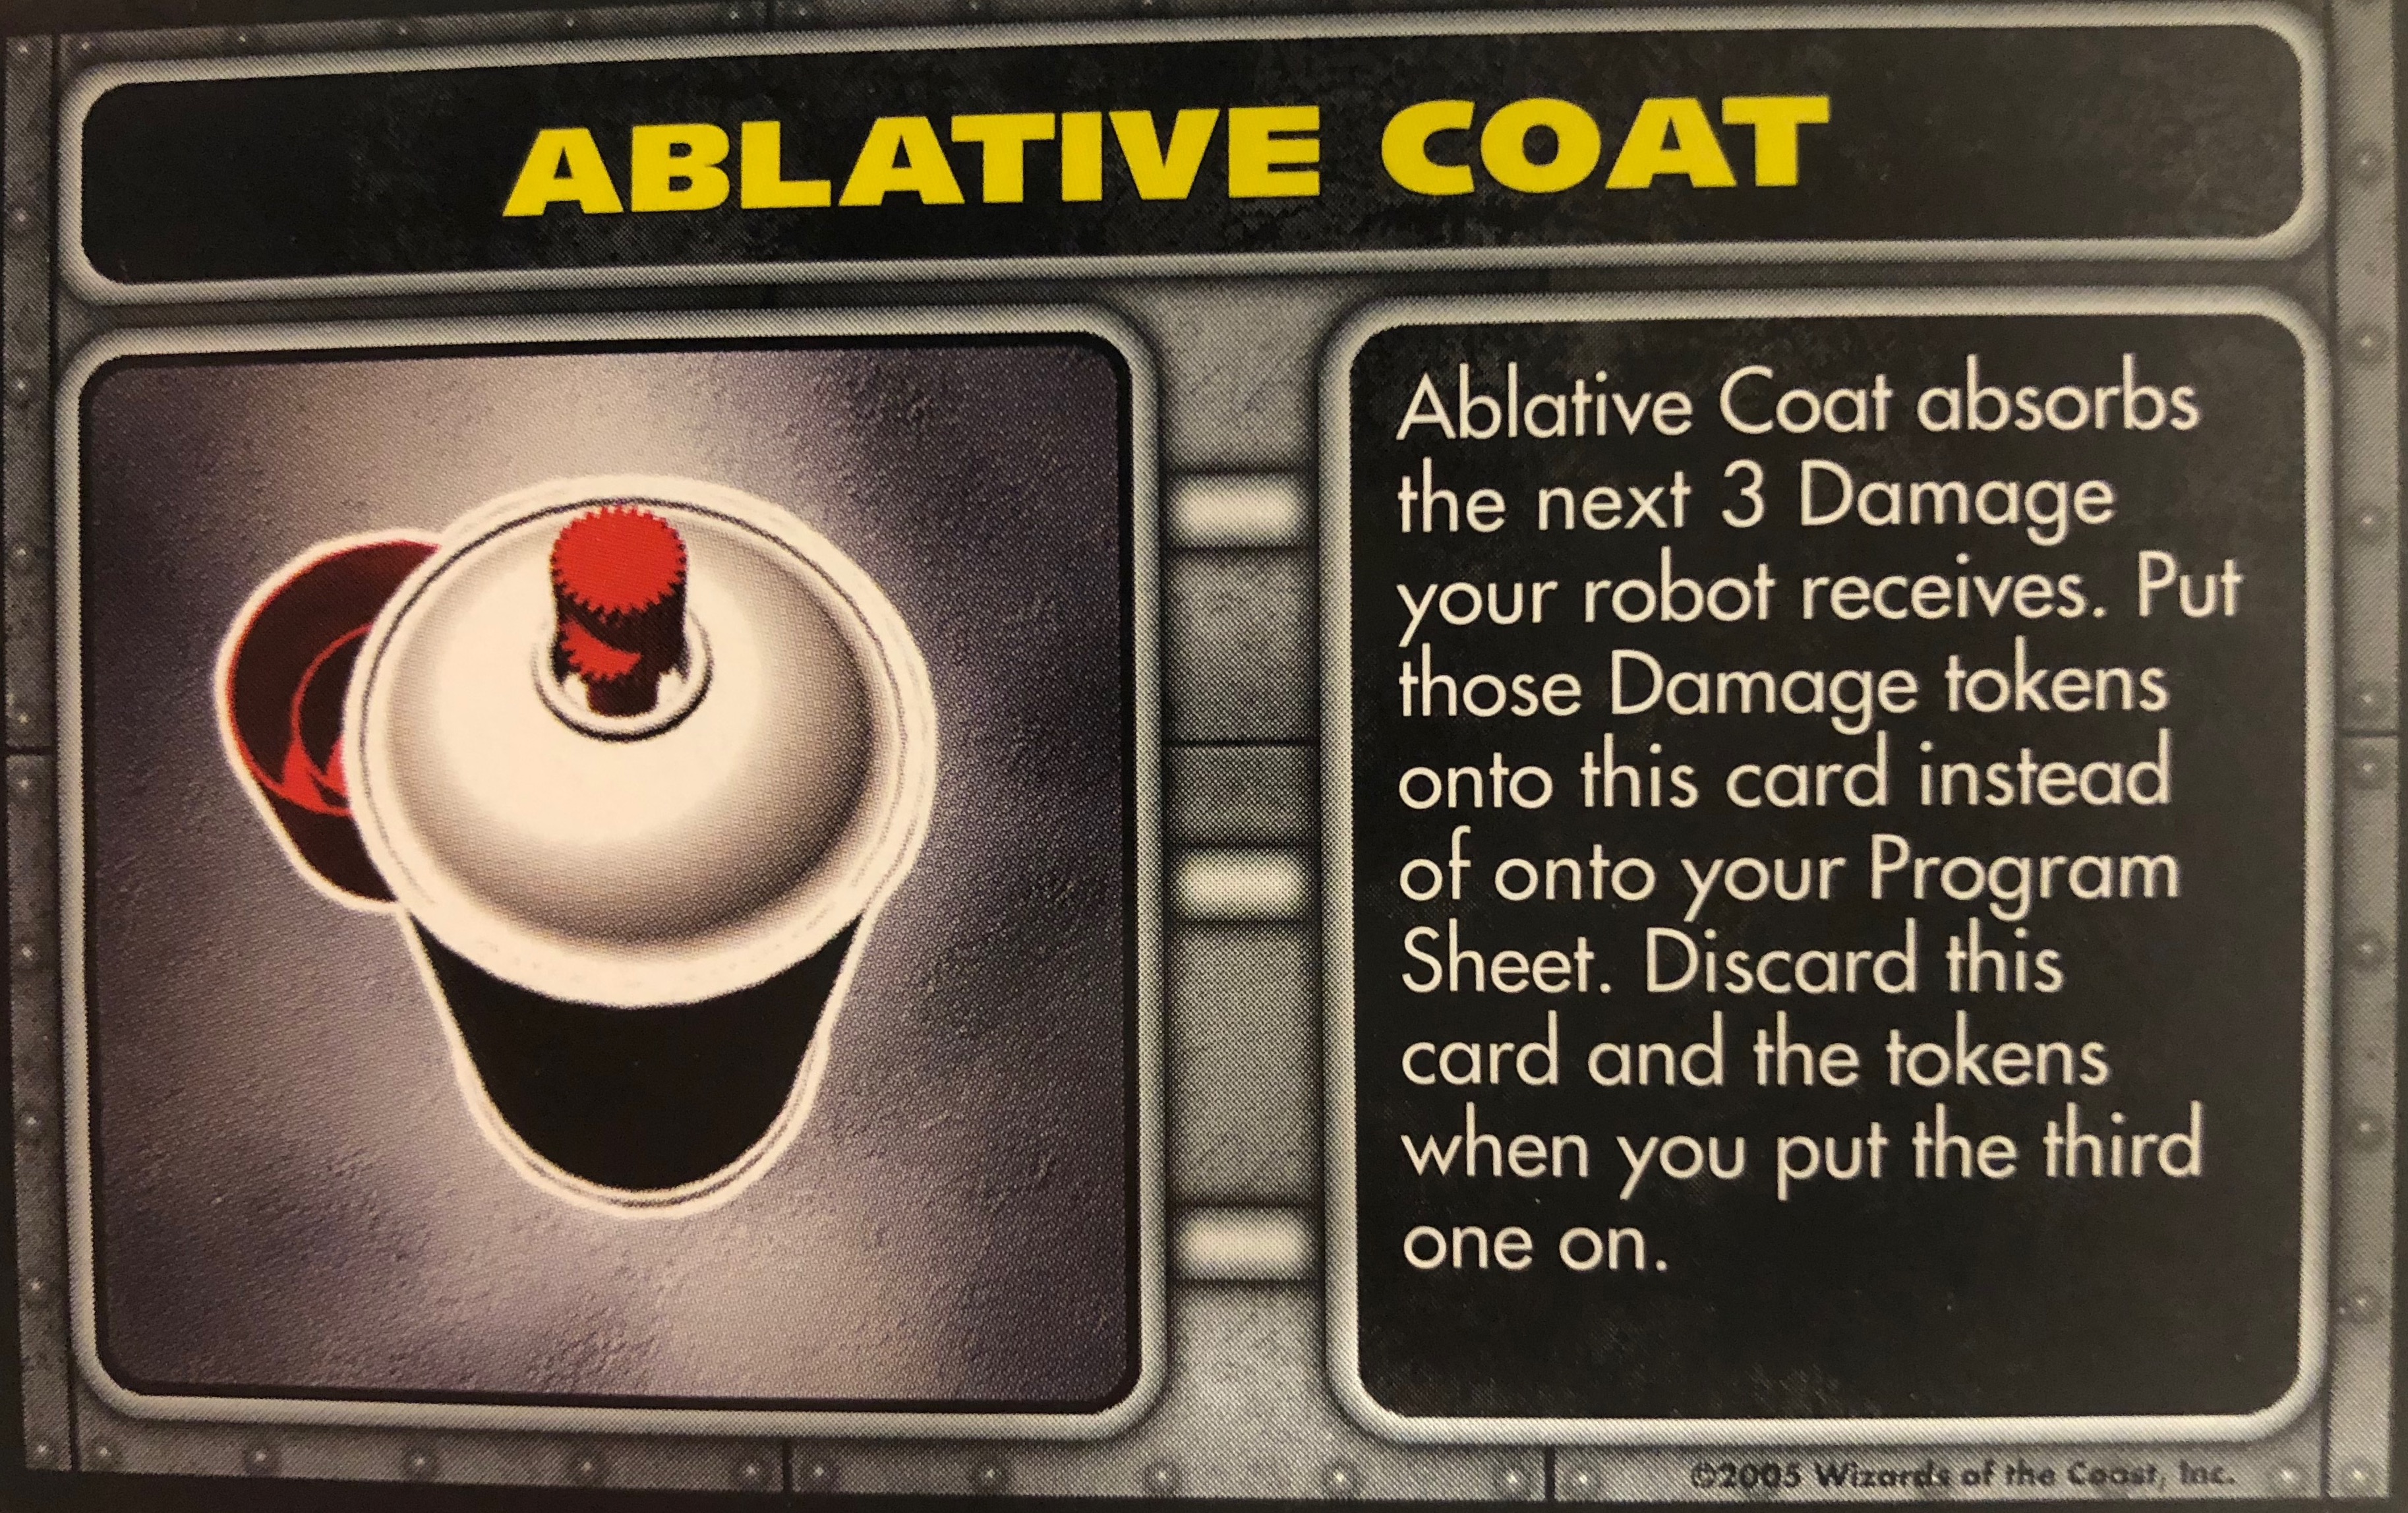 ABLATIVE COAT
Ablative Coat absorbs
the next 3 Damage
your robot receives. Put
those Damage tokens
onto this card instead
of onto your Program
Sheet. Discard this
card and the tokens
when you put the third
one on.
©2005 Wizards of the Coast, Inc.